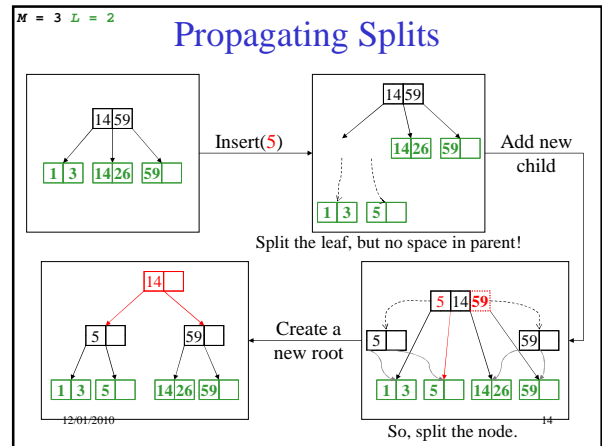 M = 3 L = 2
Propagating Splits
14 59
1 3 14 26 59
Insert(5)
14 59
14 26 59
1 3 5
Split the leaf, but no space in parent!
Add new
child
5 14 59
5 59
1 3 5 14 26 59
So, split the node.
Create a
new root
14
5 59
1 3 5 14 26 59
12/01/2010
14